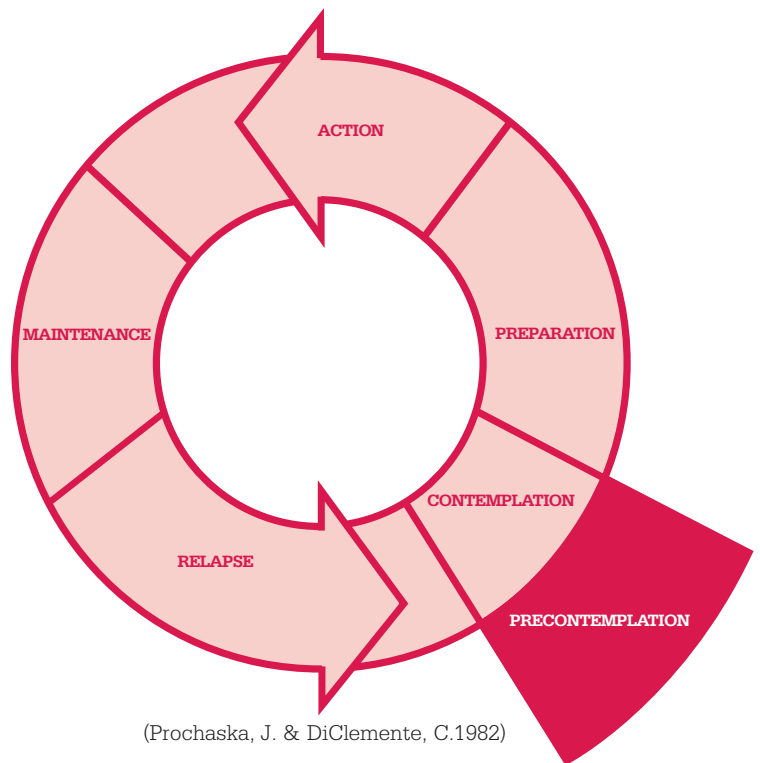 ACTION
MAINTENANCE
PREPARATION
CONTEMPLATION
RELAPSE
PRECONTEMPLATION
(Prochaska, J. & DiClemente, C.1982)